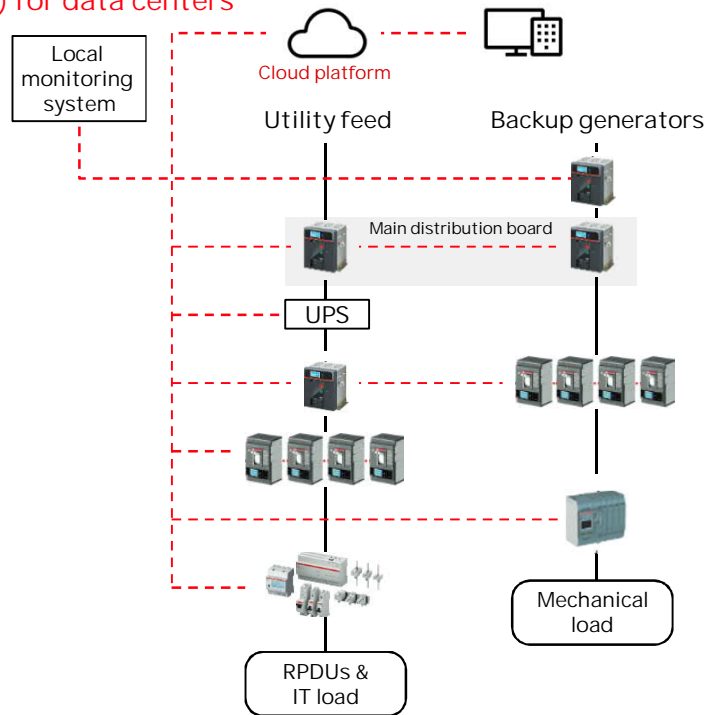 ) for data centers
Local
monitoring
system
Cloud platform
Utility feed
Backup generators
Main distribution board
UPS
Mechanical
load
RPDUs &
IT load